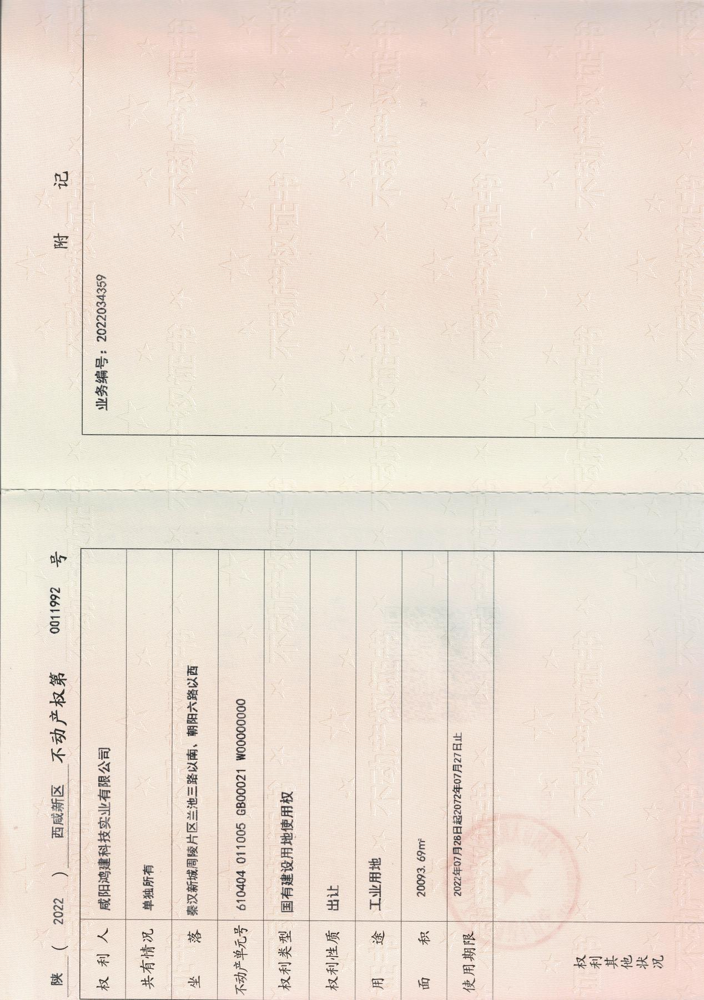 陕 （ 2022 ） 西咸新区 不动产权第 0011992 号
权利人 咸阳鸿建科技实业有限公司
共有情况 单独所有
坐落 秦汉新城周陵片区兰池三路以南、朝阳六路以西
不动产单元号 610404 011005 GB00021 W00000000
权利类型 国有建设用地使用权
权利性质 出让
用途 工业用地
面积 20093.69㎡
使用期限 2022年07月28日起2072年07月27日止
权利其他状况
附 记
业务编号：2022034359